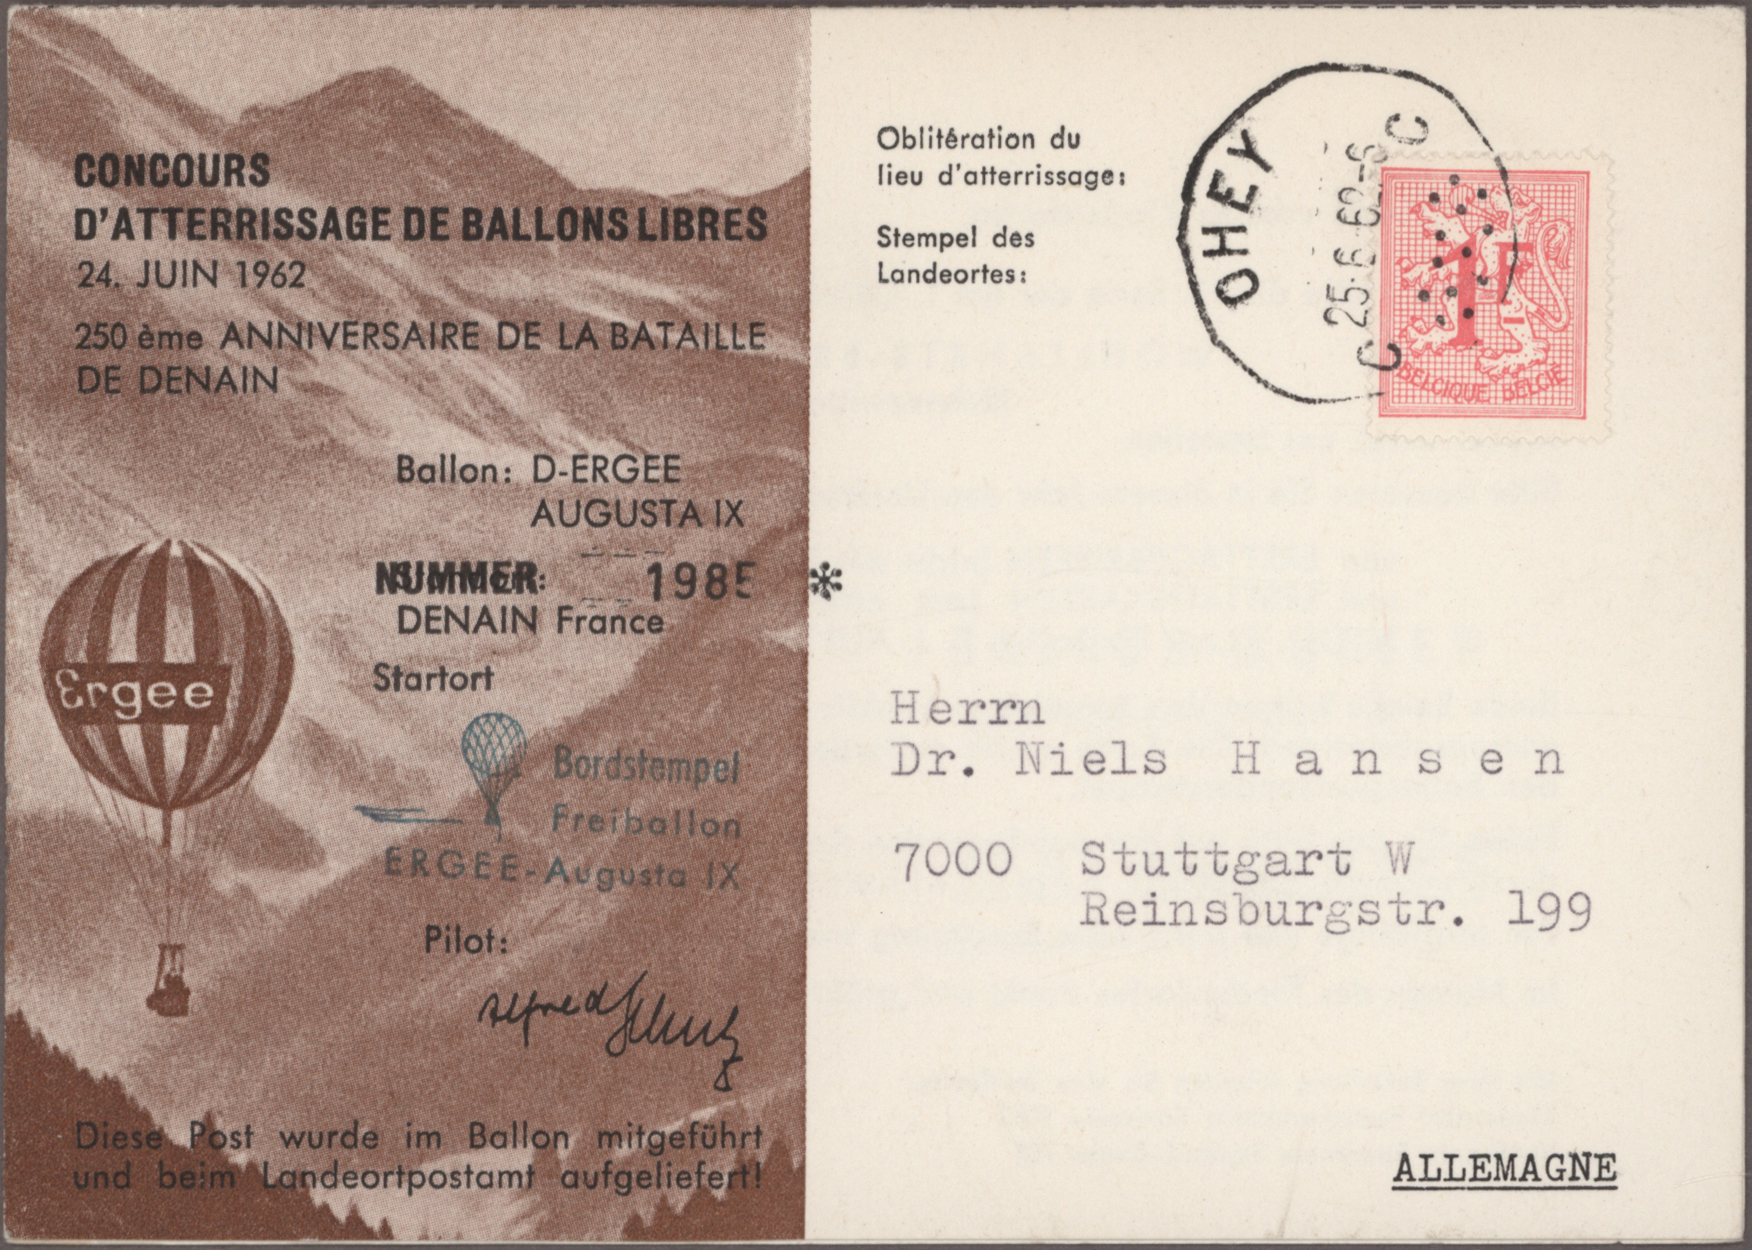 CONCOURS
D'ATTERRISSAGE DE BALLONS LIBRES
24. JUIN 1962
250 ème ANNIVERSAIRE DE LA BATAILLE
DE DENAIN
Ballon: D-ERGEE
AUGUSTA IX
NUMMER 1985 *
DENAIN France
Startort
Ergee
Bordstempel
Freiballon
ERGEE-Augusta IX
Pilot:
Alfred
Diese Post wurde im Ballon mitgeführt
und beim Landeortpostamt aufgeliefert!
Oblitération du
lieu d'atterrissage:
Stempel des
Landeortes:
OHEY
25-6-62-6
C C
1F
BELGIQUE BELGIË
Herrn
Dr. Niels Hansen
7000 Stuttgart W
Reinsburgstr. 199
ALLEMAGNE